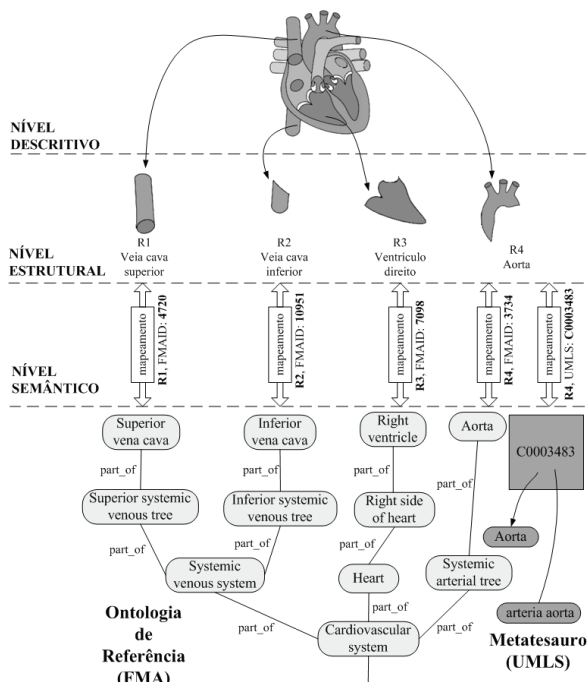 NÍVEL
DESCRITIVO
R1
Veia cava
superior
R2
Veia cava
inferior
R3
Ventriculo
direito
R4
Aorta
NÍVEL
ESTRUTURAL
mapeamento
R1, FMAID: 4720
mapeamento
R2, FMAID: 10951
mapeamento
R3, FMAID: 7098
mapeamento
R4, FMAID: 3734
mapeamento
R4, UMLS: C0003483
NÍVEL
SEMÂNTICO
Superior
vena cava
Inferior
vena cava
Right
ventricle
Aorta
C0003483
part_of
part_of
part_of
part_of
Superior systemic
venous tree
Inferior systemic
venous tree
Right side
of heart
Aorta
part_of
part_of
part_of
Systemic
venous system
Heart
Systemic
arterial tree
arteria aorta
part_of
part_of
part_of
Cardiovascular
system
Ontologia
de
Referência
(FMA)
Metatesauro
(UMLS)